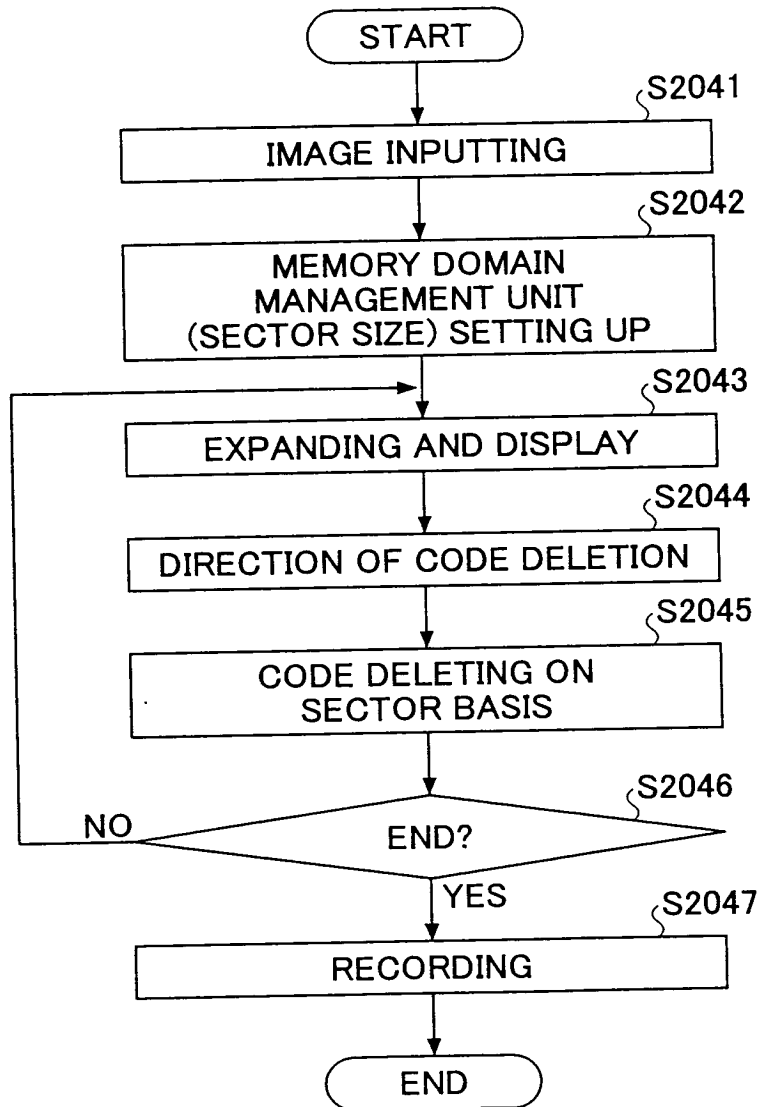 START
S2041
IMAGE INPUTTING
S2042
MEMORY DOMAIN
MANAGEMENT UNIT
(SECTOR SIZE) SETTING UP
S2043
EXPANDING AND DISPLAY
S2044
DIRECTION OF CODE DELETION
S2045
CODE DELETING ON
SECTOR BASIS
S2046
NO
END?
YES
S2047
RECORDING
END